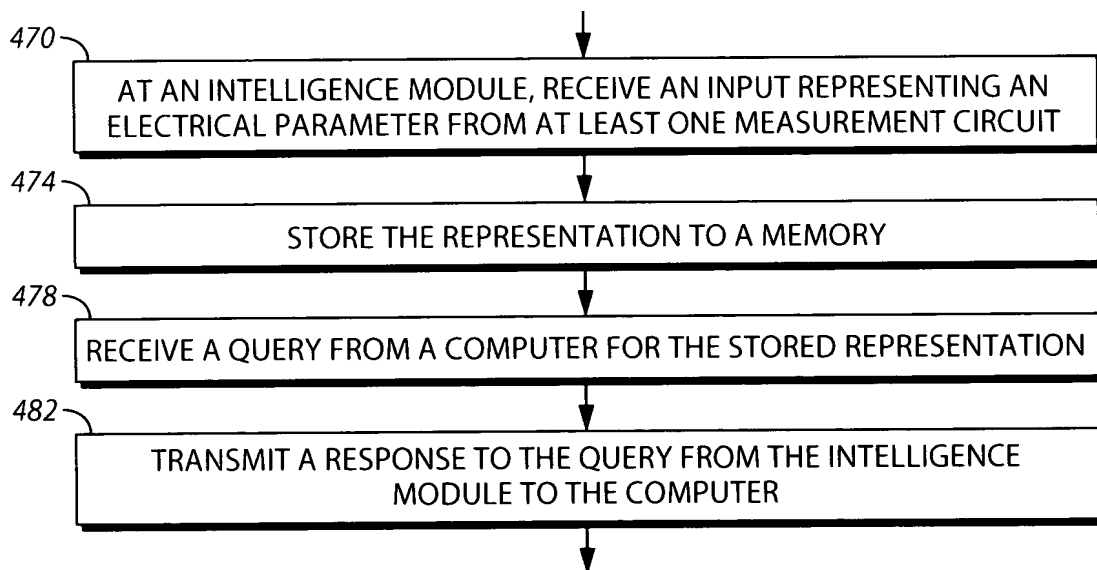 470
AT AN INTELLIGENCE MODULE, RECEIVE AN INPUT REPRESENTING AN
ELECTRICAL PARAMETER FROM AT LEAST ONE MEASUREMENT CIRCUIT
474
STORE THE REPRESENTATION TO A MEMORY
478
RECEIVE A QUERY FROM A COMPUTER FOR THE STORED REPRESENTATION
482
TRANSMIT A RESPONSE TO THE QUERY FROM THE INTELLIGENCE
MODULE TO THE COMPUTER